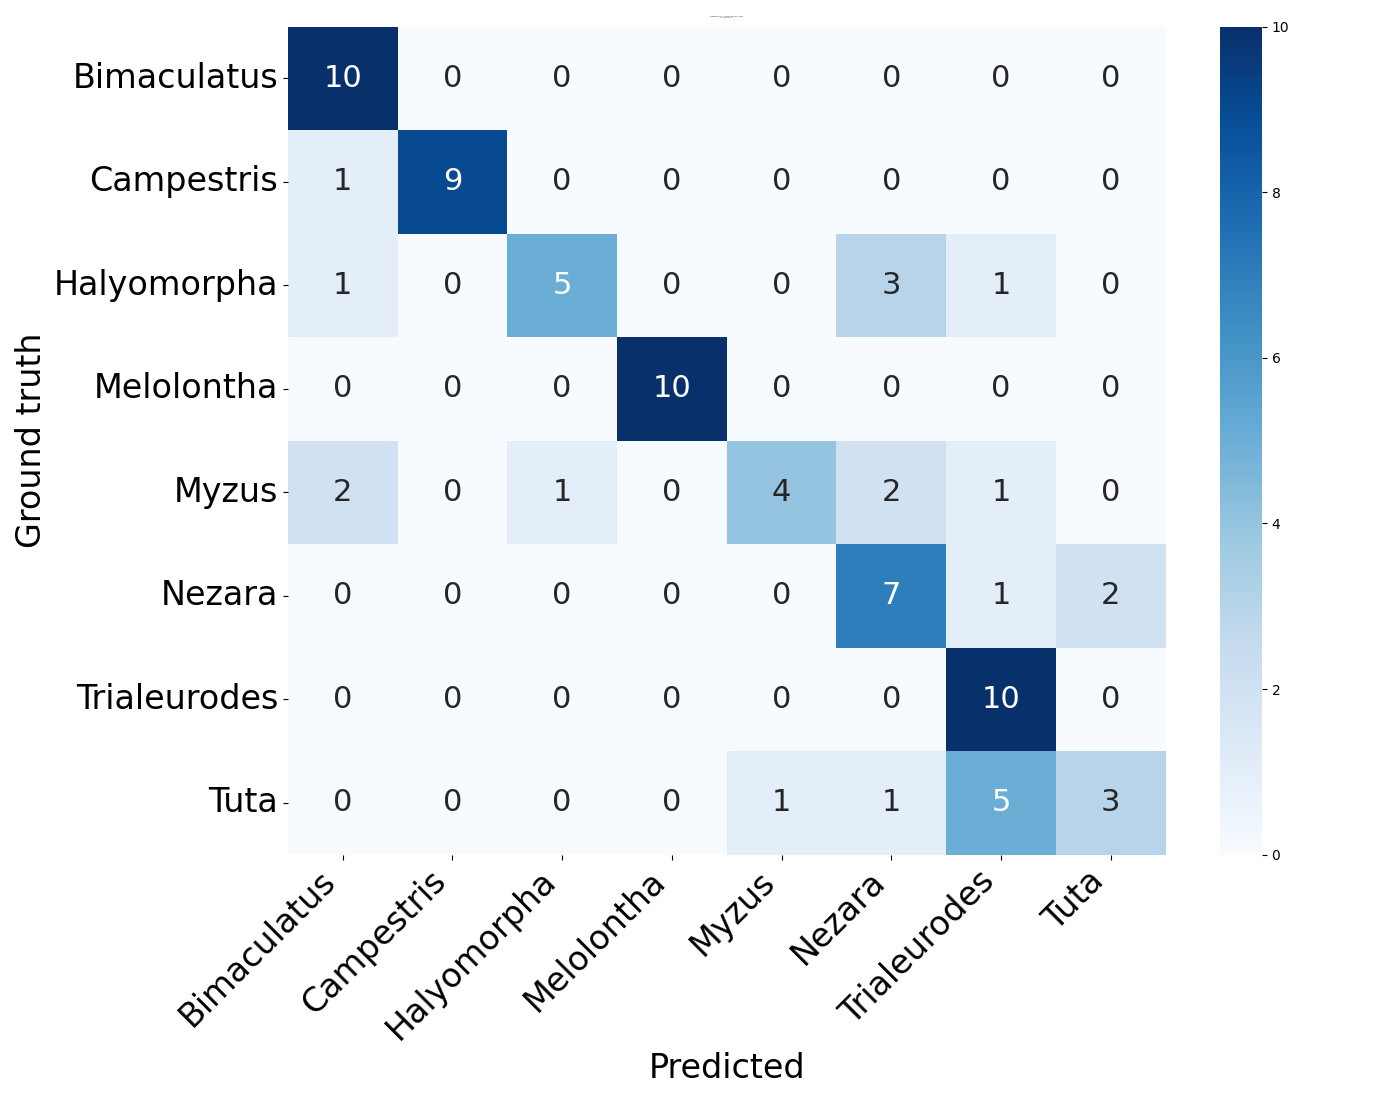 Bimaculatus 10 0 0 0 0 0 0 0
Campestris 1 9 0 0 0 0 0 0
Halyomorpha 1 0 5 0 0 3 1 0
Melolontha 0 0 0 10 0 0 0 0
Myzus 2 0 1 0 4 2 1 0
Nezara 0 0 0 0 0 7 1 2
Trialeurodes 0 0 0 0 0 0 10 0
Tuta 0 0 0 0 1 1 5 3
Ground truth
Bimaculatus
Campestris
Halyomorpha
Melolontha
Myzus
Nezara
Trialeurodes
Tuta
Predicted
10
8
6
4
2
0